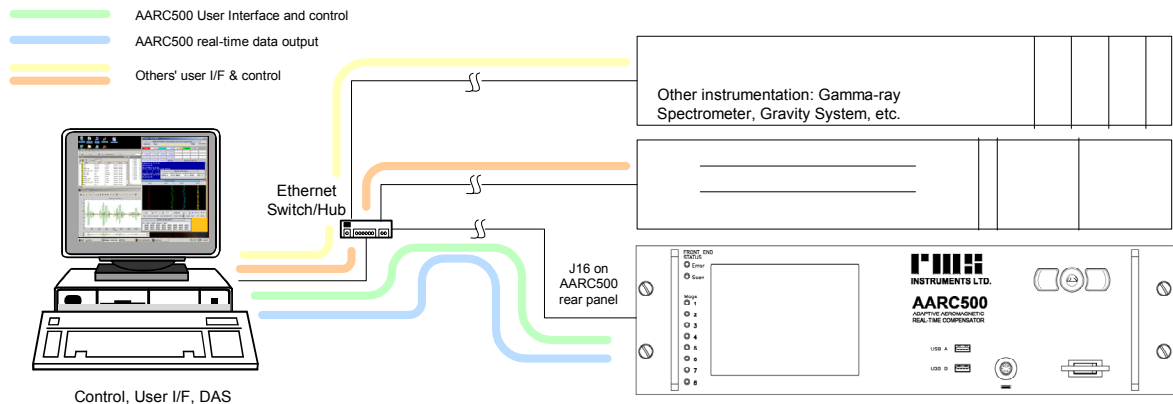 AARC500 User Interface and control
AARC500 real-time data output
Others' user I/F & control
Other instrumentation: Gamma-ray
Spectrometer, Gravity System, etc.
Ethernet
Switch/Hub
J16 on
AARC500
rear panel
FRONT END
STATUS
Error
Scan
Mags
1
2
3
4
5
6
7
8
rms
INSTRUMENTS LTD.
AARC500
ADAPTIVE AEROMAGNETIC
REAL-TIME COMPENSATOR
USB A
USB B
Control, User I/F, DAS